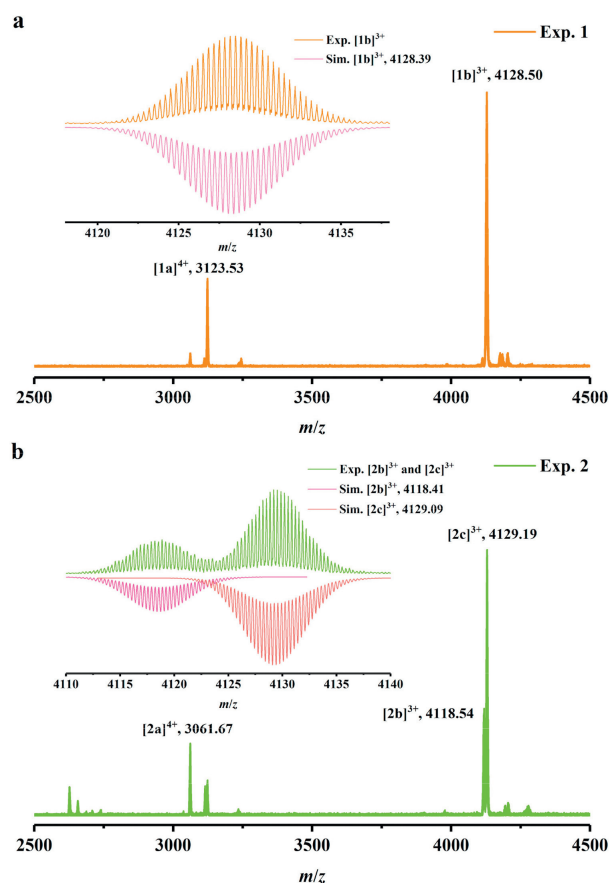 a
Exp. 1
Exp. [1b]³⁺
Sim. [1b]³⁺, 4128.39
[1b]³⁺, 4128.50
4120 4125 4130 4135
m/z
[1a]⁴⁺, 3123.53
2500 3000 3500 4000 4500
m/z
b
Exp. 2
Exp. [2b]³⁺ and [2c]³⁺
Sim. [2b]³⁺, 4118.41
Sim. [2c]³⁺, 4129.09
[2c]³⁺, 4129.19
4110 4115 4120 4125 4130 4135 4140
m/z
[2b]³⁺, 4118.54
[2a]⁴⁺, 3061.67
2500 3000 3500 4000 4500
m/z